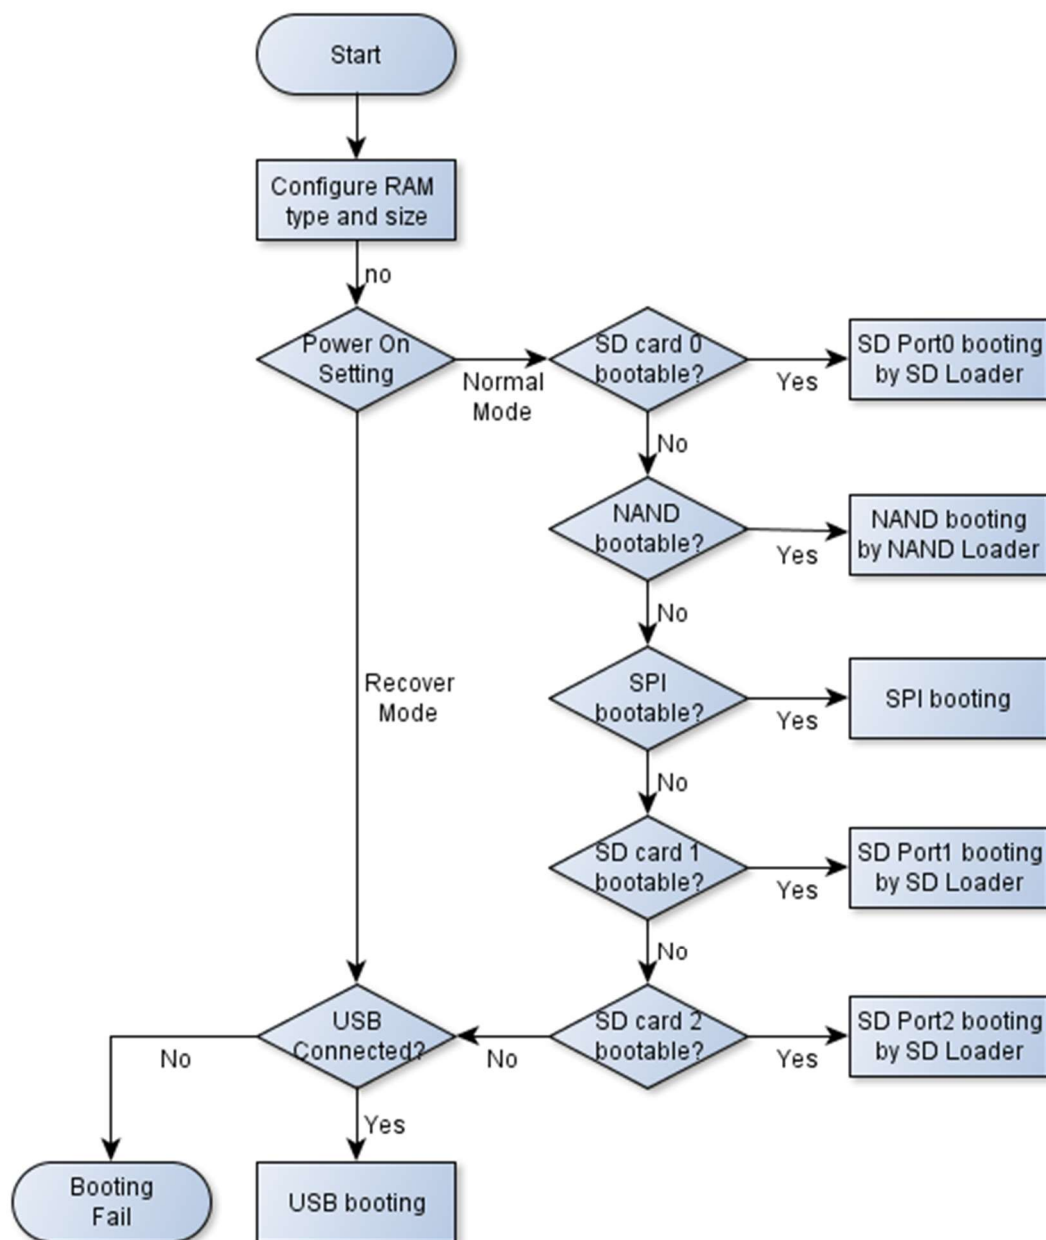 Start
Configure RAM
type and size
no
Power On
Setting
Normal
Mode
SD card 0
bootable?
Yes
SD Port0 booting
by SD Loader
No
NAND
bootable?
Yes
NAND booting
by NAND Loader
No
SPI
bootable?
Yes
SPI booting
Recover
Mode
No
SD card 1
bootable?
Yes
SD Port1 booting
by SD Loader
No
SD card 2
bootable?
Yes
SD Port2 booting
by SD Loader
No
USB
Connected?
No
Yes
Booting
Fail
USB booting